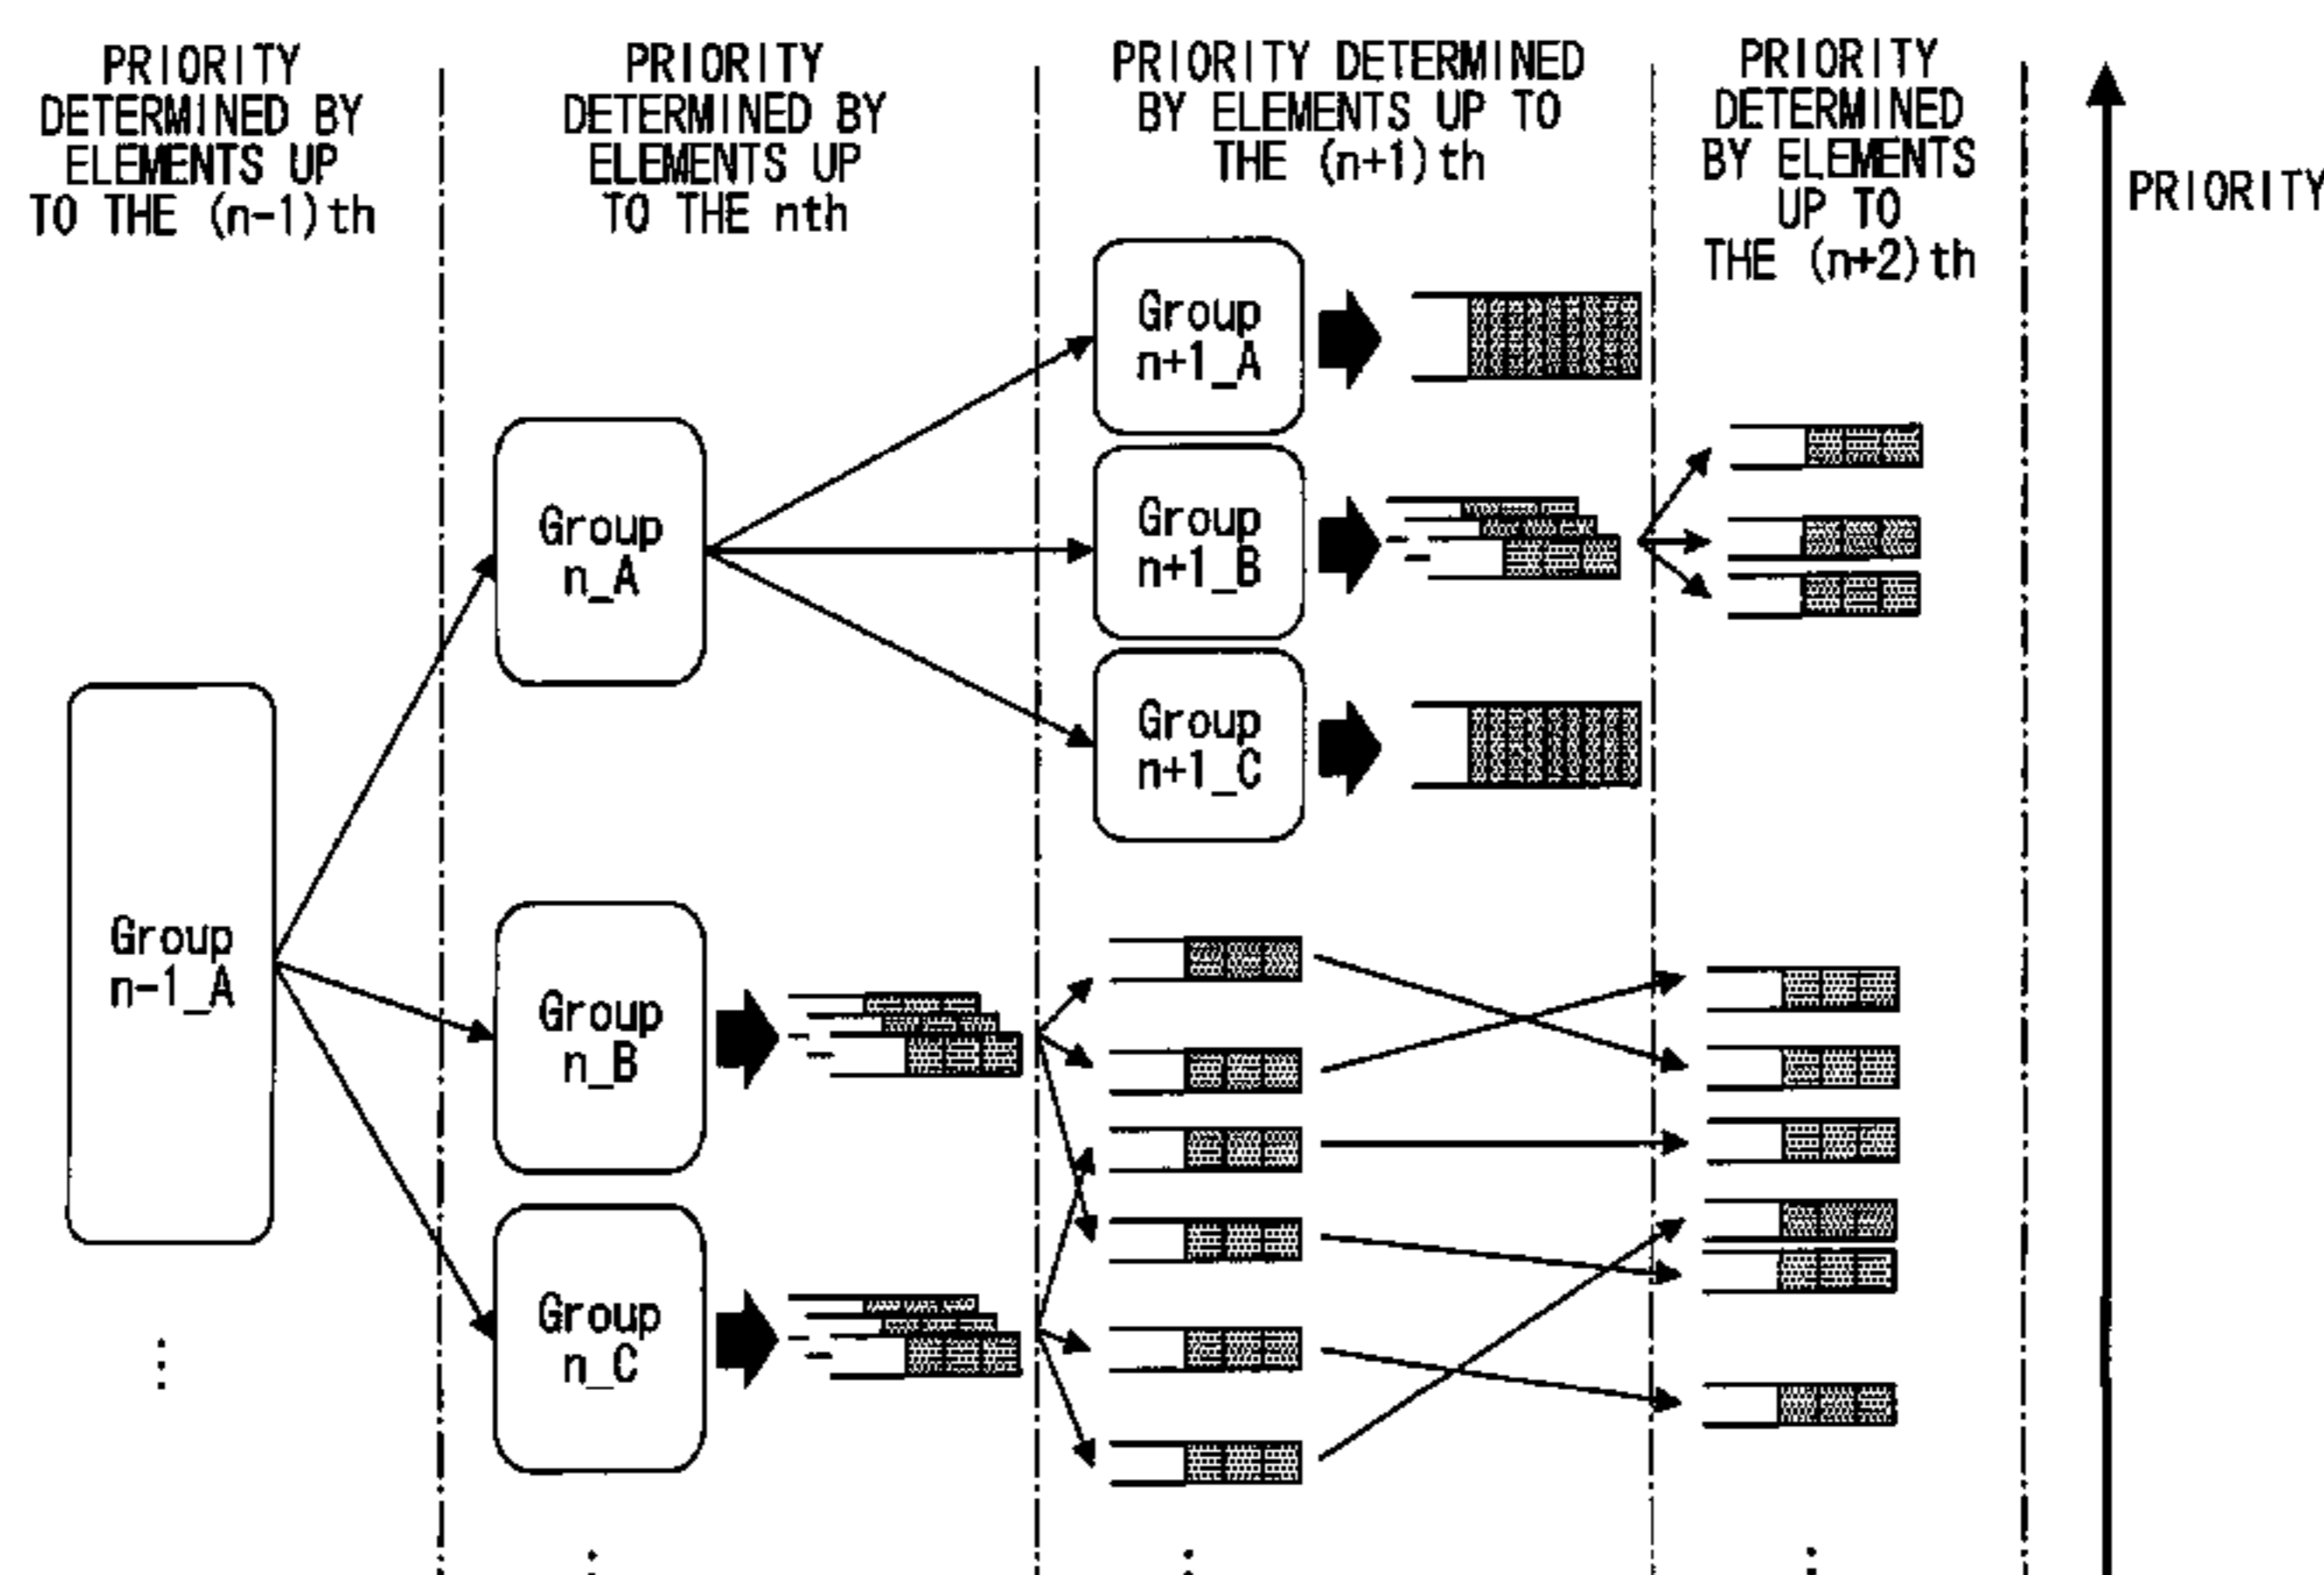 PRIORITY
DETERMINED BY
ELEMENTS UP
TO THE (n-1)th
PRIORITY
DETERMINED BY
ELEMENTS UP
TO THE nth
PRIORITY DETERMINED
BY ELEMENTS UP TO
THE (n+1)th
PRIORITY
DETERMINED
BY ELEMENTS
UP TO
THE (n+2)th
PRIORITY
Group
n+1_A
Group
n_A
Group
n+1_B
Group
n+1_C
Group
n-1_A
Group
n_B
Group
n_C